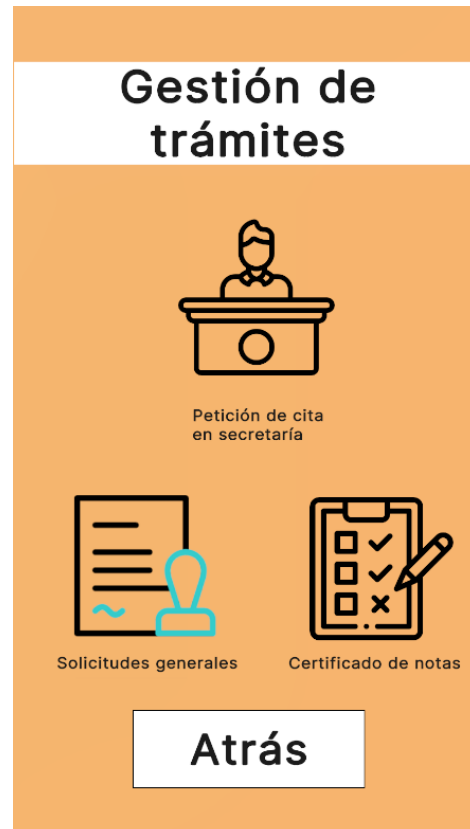 Gestión de
trámites
Petición de cita
en secretaría
Solicitudes generales
Certificado de notas
Atrás